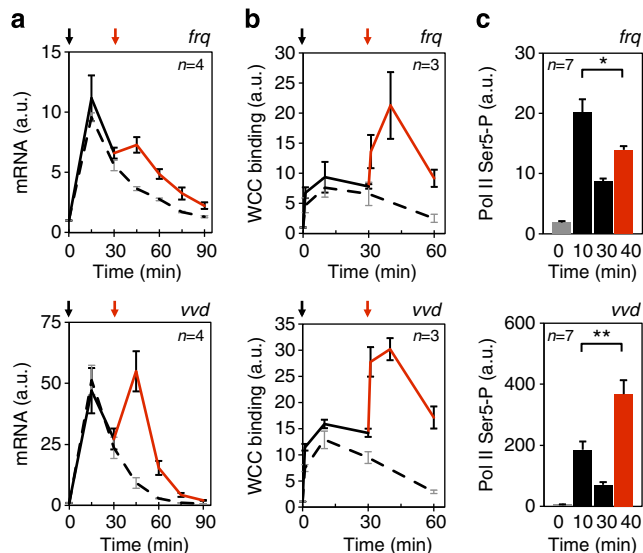 a
frq
n=4
mRNA (a.u.)
15
10
5
0
0 30 60 90
Time (min)
vvd
n=4
mRNA (a.u.)
75
50
25
0
0 30 60 90
Time (min)
b
frq
n=3
WCC binding (a.u.)
30
25
20
15
10
5
0
0 30 60
Time (min)
vvd
n=3
WCC binding (a.u.)
35
30
25
20
15
10
5
0
0 30 60
Time (min)
c
frq
n=7
*
Pol II Ser5-P (a.u.)
30
20
10
0
0 10 30 40
Time (min)
vvd
n=7
**
Pol II Ser5-P (a.u.)
600
400
200
0
0 10 30 40
Time (min)